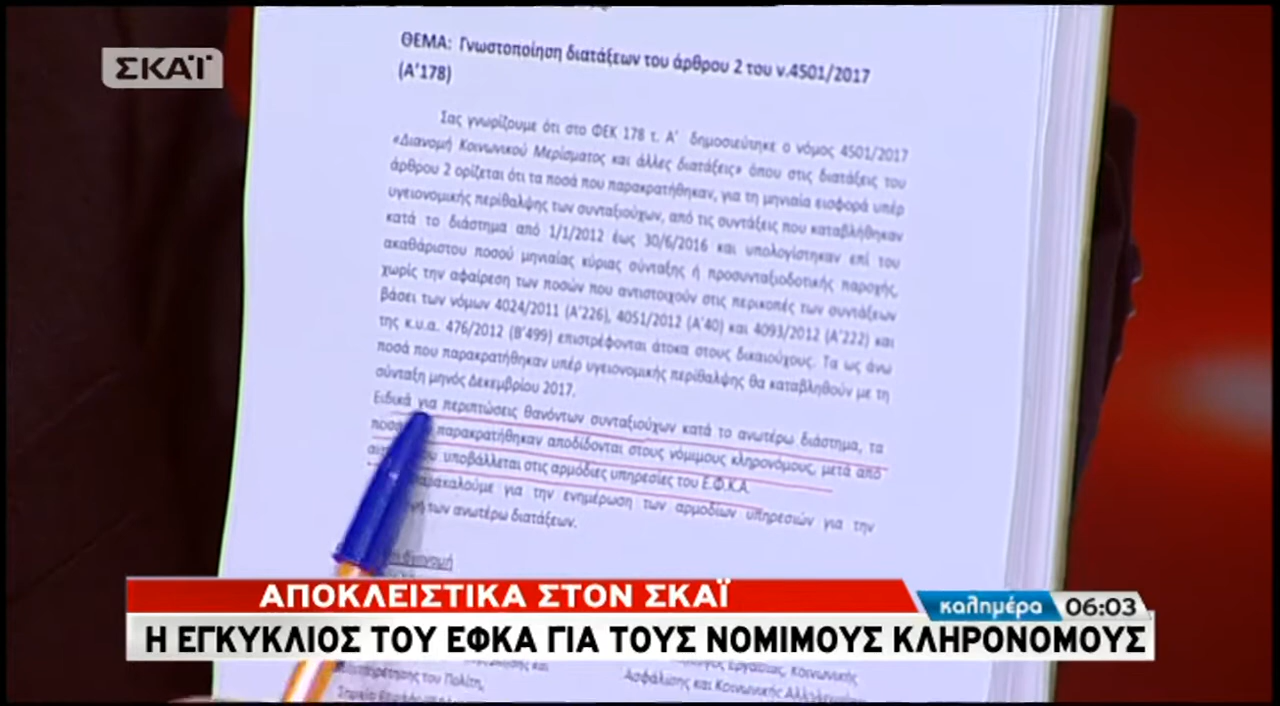 ΣΚΑΪ
ΘΕΜΑ: Γνωστοποίηση διατάξεων του άρθρου 2 του ν.4501/2017
(Α'178)
Σας γνωρίζουμε ότι στο ΦΕΚ 178 τ. Α' δημοσιεύτηκε ο νόμος 4501/2017
«Διανομή Κοινωνικού Μερίσματος και άλλες διατάξεις» όπου στις διατάξεις του
άρθρου 2 ορίζεται ότι τα ποσά που παρακρατήθηκαν, για τη μηνιαία εισφορά υπέρ
υγειονομικής περίθαλψης των συνταξιούχων, από τις συντάξεις που καταβλήθηκαν
κατά το διάστημα από 1/1/2012 έως 30/6/2016 και υπολογίστηκαν επί του
ακαθάριστου ποσού μηνιαίας κύριας σύνταξης ή προσυνταξιοδοτικής παροχής,
χωρίς την αφαίρεση των ποσών που αντιστοιχούν στις περικοπές των συντάξεων
βάσει των νόμων 4024/2011 (Α'226), 4051/2012 (Α'40) και 4093/2012 (Α'222) και
της κ.υ.α. 476/2012 (Β'499) επιστρέφονται άτοκα στους δικαιούχους. Τα ως άνω
ποσά που παρακρατήθηκαν υπέρ υγειονομικής περίθαλψης θα καταβληθούν με τη
σύνταξη μηνός Δεκεμβρίου 2017.
Ειδικά για περιπτώσεις θανόντων συνταξιούχων κατά το ανωτέρω διάστημα, τα
παρακρατήθηκαν αποδίδονται στους νόμιμους κληρονόμους, μετά από
υποβάλλεται στις αρμόδιες υπηρεσίες του Ε.Φ.Κ.Α.
για την ενημέρωση των αρμοδίων υπηρεσιών για την
των ανωτέρω διατάξεων.
ΑΠΟΚΛΕΙΣΤΙΚΑ ΣΤΟΝ ΣΚΑΪ
καλημέρα 06:03
Η ΕΓΚΥΚΛΙΟΣ ΤΟΥ ΕΦΚΑ ΓΙΑ ΤΟΥΣ ΝΟΜΙΜΟΥΣ ΚΛΗΡΟΝΟΜΟΥΣ
του Πολίτη,
Κοινωνικής
Ασφάλισης και Κοινωνικής